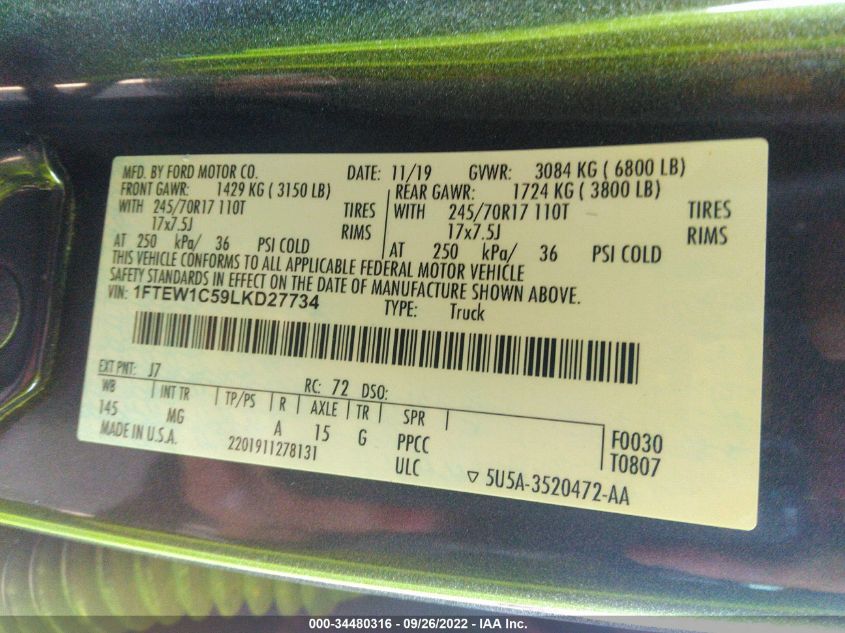 MFD. BY FORD MOTOR CO. DATE: 11/19 GVWR: 3084 KG ( 6800 LB)
FRONT GAWR: 1429 KG ( 3150 LB) REAR GAWR: 1724 KG ( 3800 LB)
WITH 245/70R17 110T TIRES WITH 245/70R17 110T TIRES
17x7.5J RIMS 17x7.5J RIMS
AT 250 kPa/ 36 PSI COLD AT 250 kPa/ 36 PSI COLD
THIS VEHICLE CONFORMS TO ALL APPLICABLE FEDERAL MOTOR VEHICLE
SAFETY STANDARDS IN EFFECT ON THE DATE OF MANUFACTURE SHOWN ABOVE.
VIN: 1FTEW1C59LKD27734 TYPE: Truck
EXT PNT: J7 RC: 72 DSO:
WB INT TR TP/PS R AXLE TR SPR
145 MG A 15 G PPCC F0030
MADE IN U.S.A. 2201911278131 ULC T0807
5U5A-3520472-AA
000-34480316 - 09/26/2022 - IAA Inc.